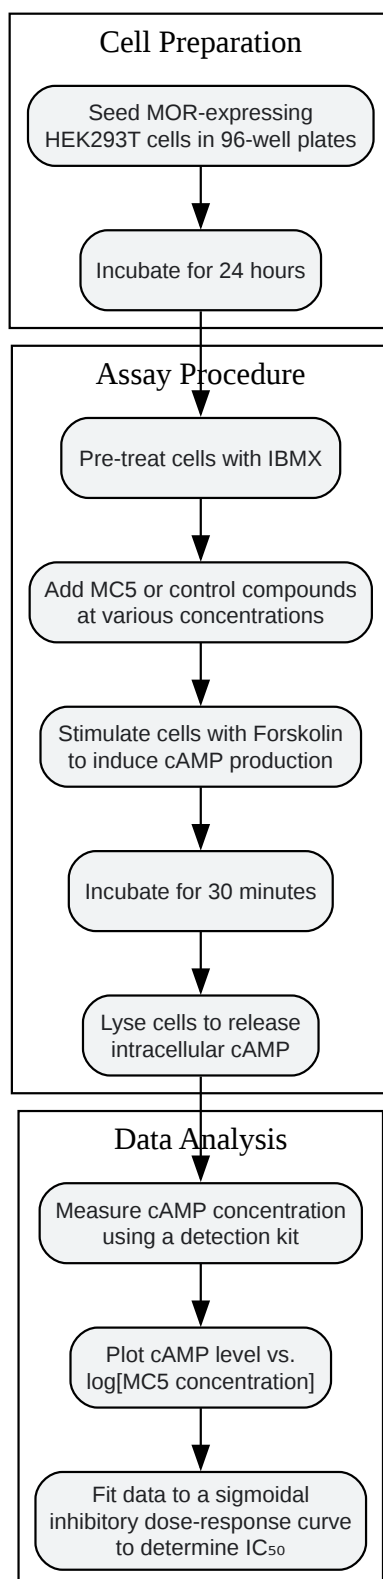 Cell Preparation
Seed MOR-expressing
HEK293T cells in 96-well plates
Incubate for 24 hours
Assay Procedure
Pre-treat cells with IBMX
Add MC5 or control compounds
at various concentrations
Stimulate cells with Forskolin
to induce cAMP production
Incubate for 30 minutes
Lyse cells to release
intracellular cAMP
Data Analysis
Measure cAMP concentration
using a detection kit
Plot cAMP level vs.
log[MC5 concentration]
Fit data to a sigmoidal
inhibitory dose-response curve
to determine IC₅₀